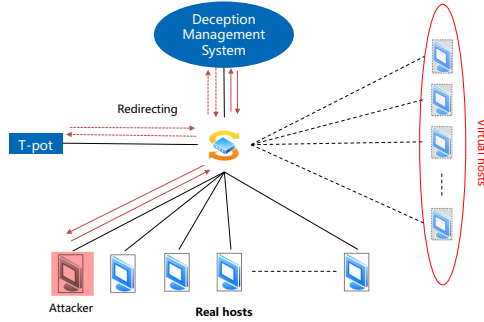 Deception
Management
System
Redirecting
T-pot
Virtual hosts
Attacker
Real hosts